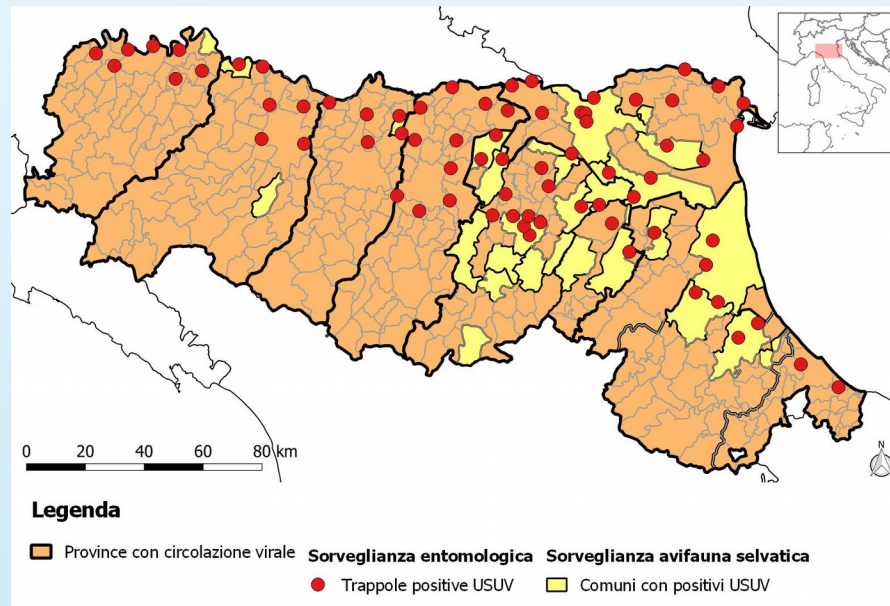 0 20 40 60 80 km
N
Legenda
Province con circolazione virale
Sorveglianza entomologica
Trappole positive USUV
Sorveglianza avifauna selvatica
Comuni con positivi USUV